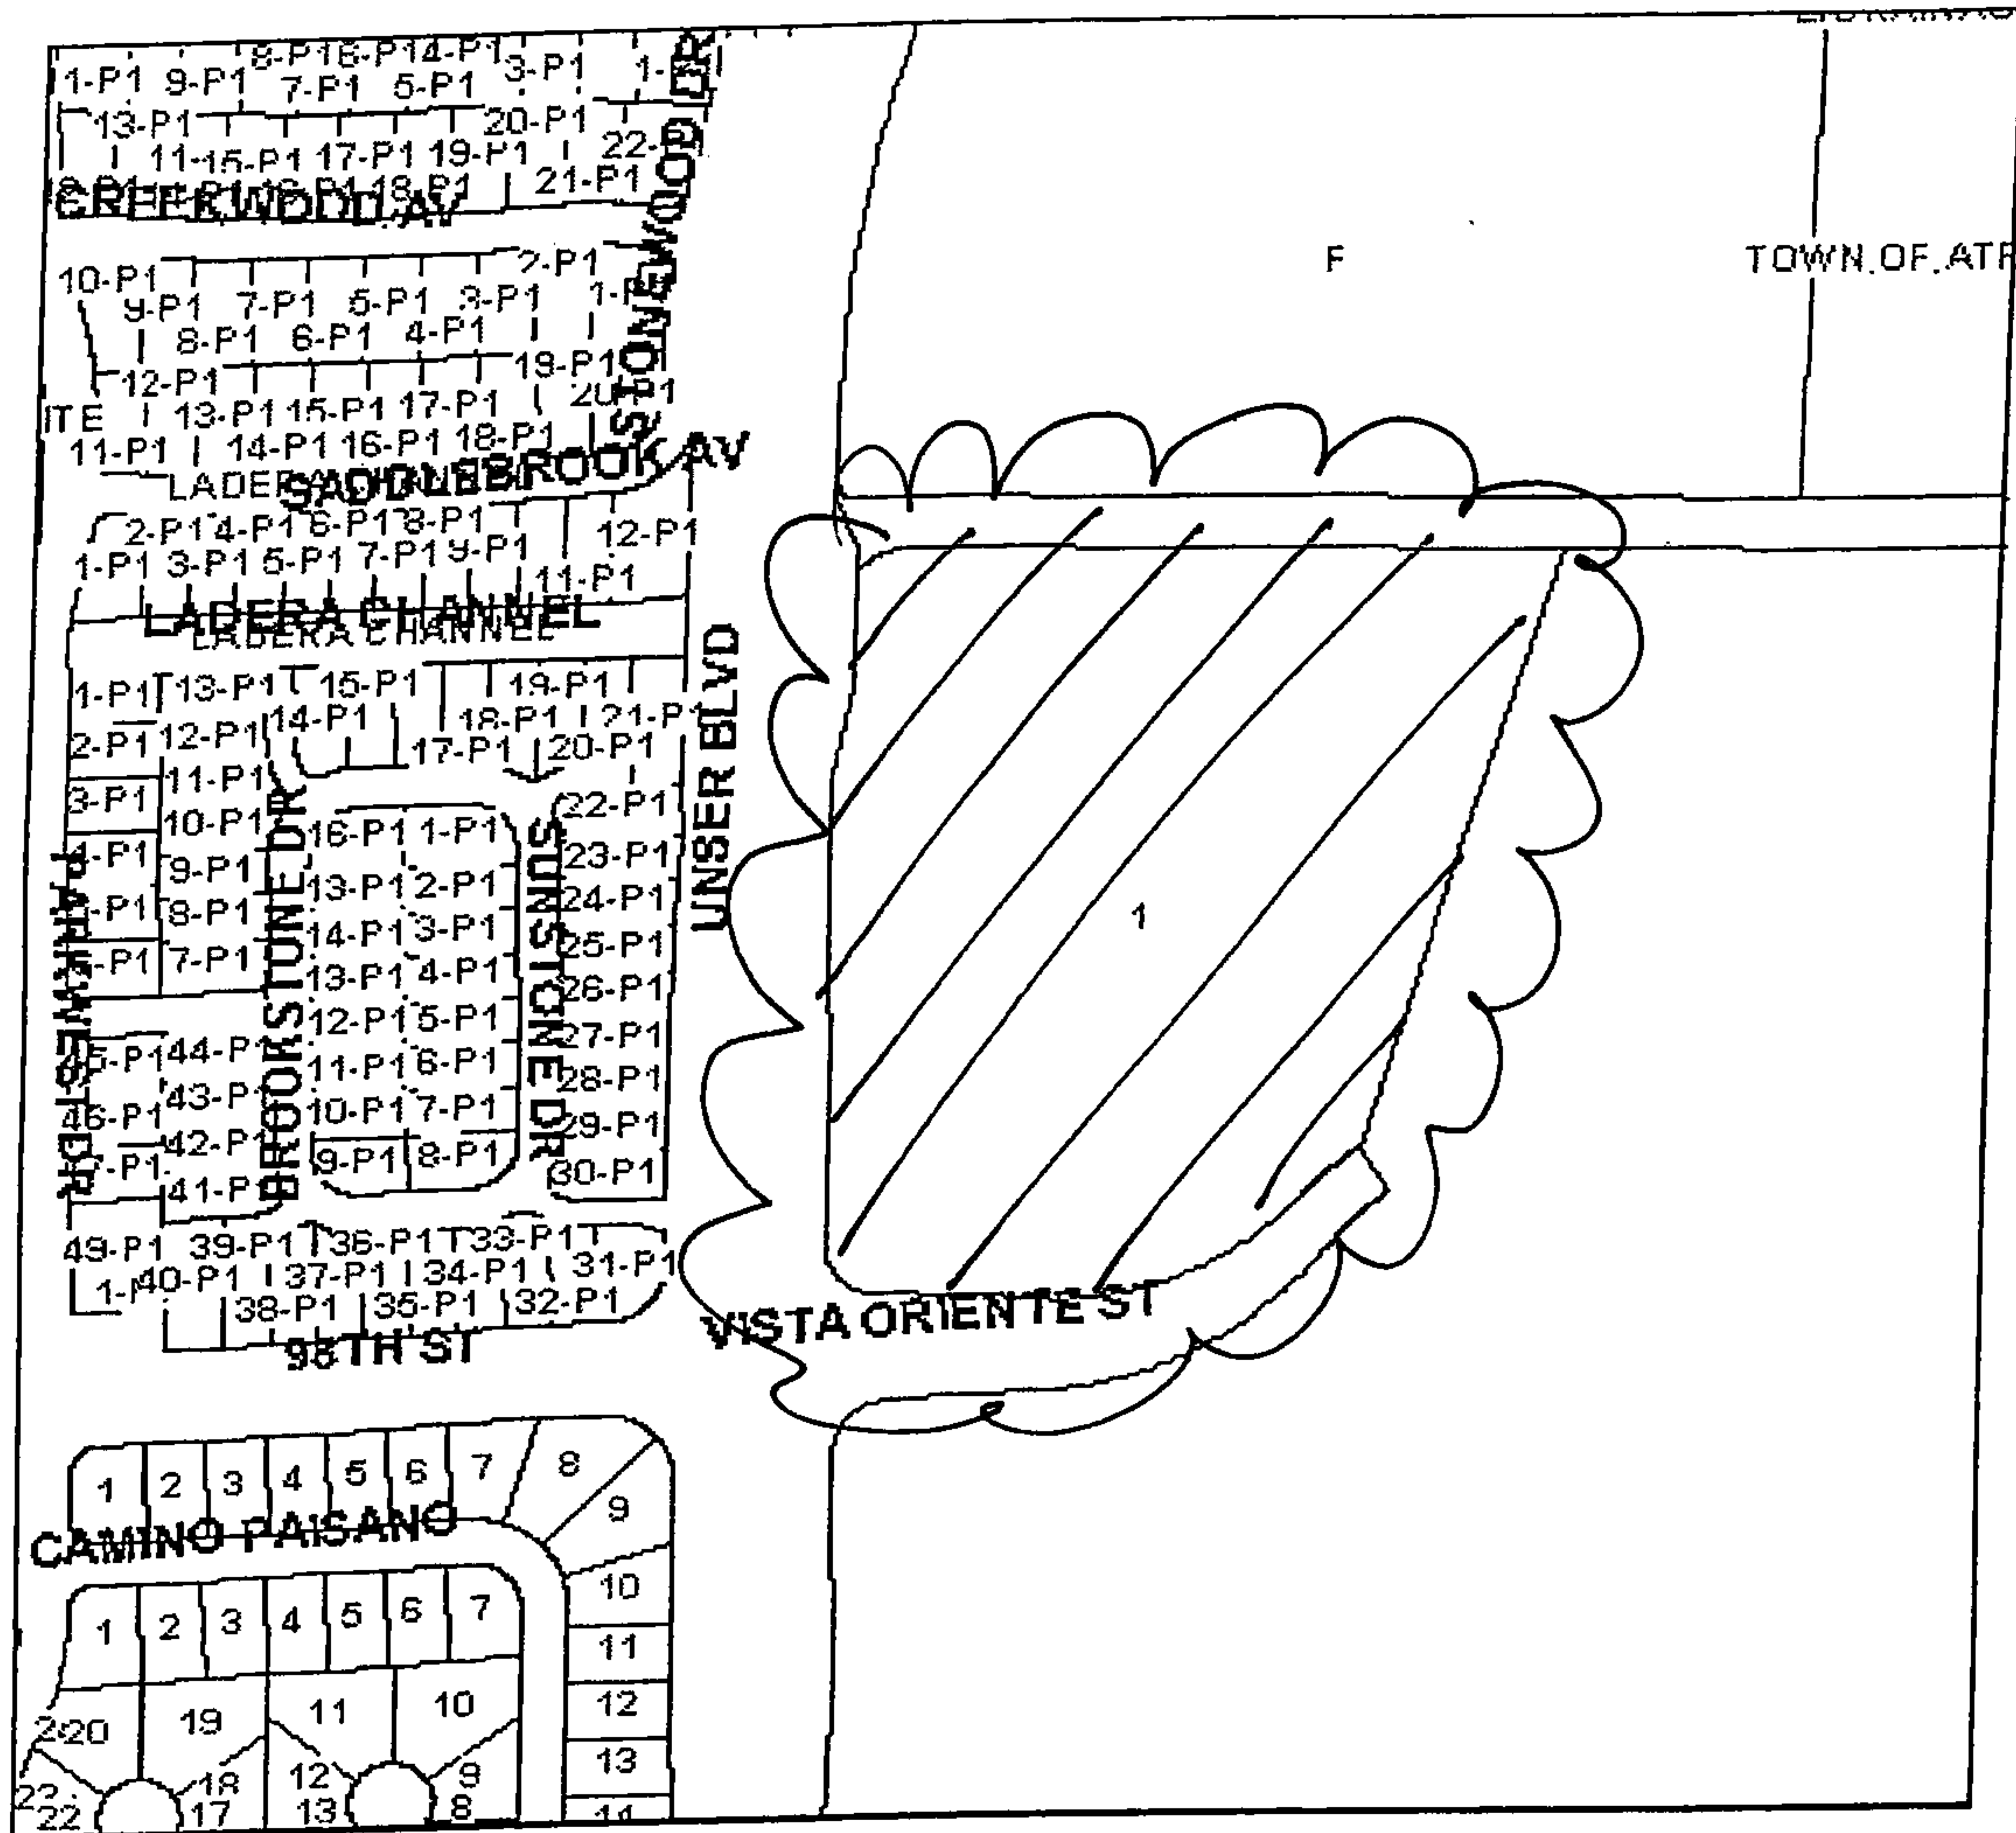 8-P1 6-P1 4-P1
1-P1 9-P1 7-P1 5-P1 3-P1
13-P1 20-P1
15-P1 17-P1 19-P1
21-P1
CREEKWOOD AV
STONEWOOD DR
F
TOWN.OF.ATR
10-P1 2-P1
9-P1 7-P1 5-P1 3-P1
8-P1 6-P1 4-P1
12-P1 19-P1
20-P1
ITE 13-P1 15-P1 17-P1
11-P1 14-P1 16-P1 18-P1
SADDLEBROOK AV
2-P1 4-P1 6-P1 8-P1 12-P1
1-P1 3-P1 5-P1 7-P1 9-P1 11-P1
LADERA CHANNEL
LADERA CHANNEL
UNSER BLVD
1-P1 13-P1 15-P1 19-P1
14-P1 18-P1 21-P1
2-P1 12-P1 17-P1 20-P1
11-P1
3-P1 22-P1
10-P1 16-P1 1-P1
4-P1 9-P1 23-P1
13-P1 2-P1
8-P1 24-P1
14-P1 3-P1
7-P1 25-P1
13-P1 4-P1 26-P1
12-P1 5-P1 27-P1
45-P1 44-P1 11-P1 6-P1 28-P1
46-P1 43-P1 10-P1 7-P1 29-P1
42-P1 9-P1 8-P1 30-P1
41-P1
BROOKSTONE DR
SUNSTONE DR
1
49-P1 39-P1 36-P1 33-P1
40-P1 37-P1 34-P1 31-P1
38-P1 35-P1 32-P1
98TH ST
VISTA ORIENTE ST
1 2 3 4 5 6 7 8
9
CAMINO PAISANO
10
1 2 3 4 5 6 7
11
20 19 11 10 12
13
18 12 9
22 17 13 8 14